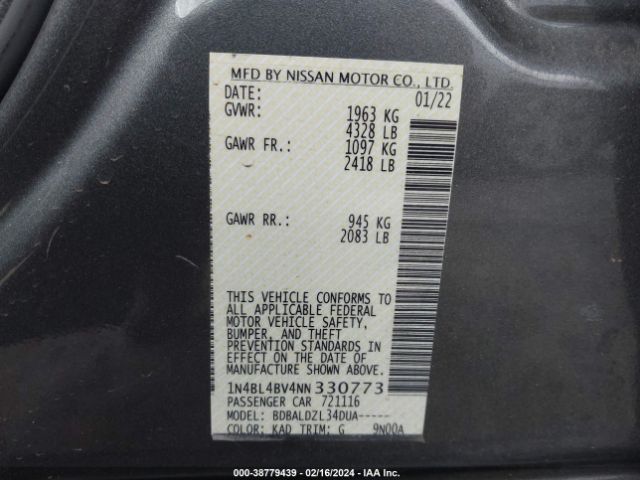 MFD BY NISSAN MOTOR CO., LTD.
DATE: 01/22
GVWR: 1963 KG
4328 LB
GAWR FR.: 1097 KG
2418 LB
GAWR RR.: 945 KG
2083 LB
THIS VEHICLE CONFORMS TO
ALL APPLICABLE FEDERAL
MOTOR VEHICLE SAFETY,
BUMPER, AND THEFT
PREVENTION STANDARDS IN
EFFECT ON THE DATE OF
MANUFACTURE SHOWN ABOVE.
1N4BL4BV4NN330773
PASSENGER CAR 721116
MODEL: BDBALDZL34DUA-----
COLOR: KAD TRIM: G 9N00A
000-38779439 - 02/16/2024 - IAA Inc.